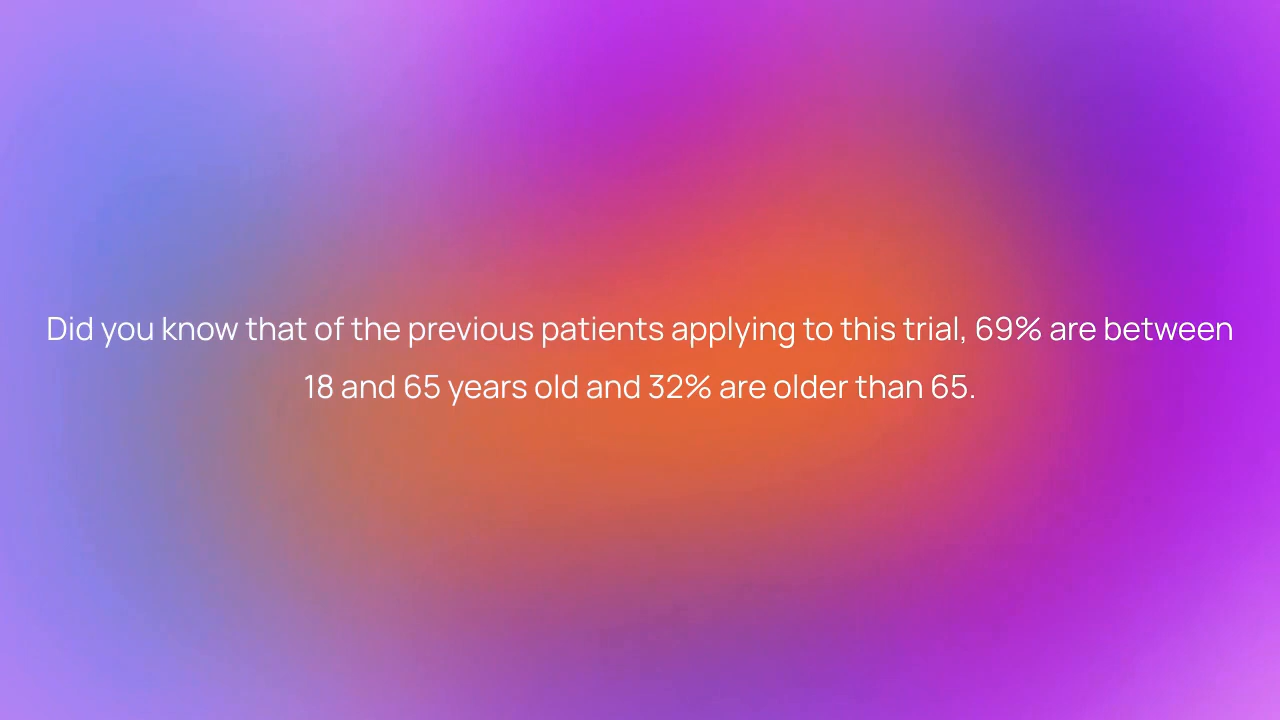 Did you know that of the previous patients applying to this trial, 69% are between
18 and 65 years old and 32% are older than 65.